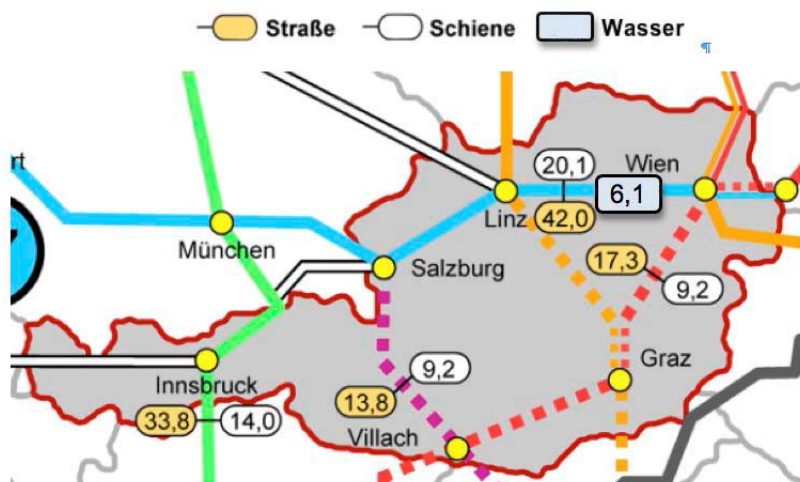 Straße Schiene Wasser
¶
rt
20,1
Wien
6,1
Linz
42,0
München
Salzburg
17,3
9,2
9,2
Graz
Innsbruck
13,8
33,8 14,0
Villach